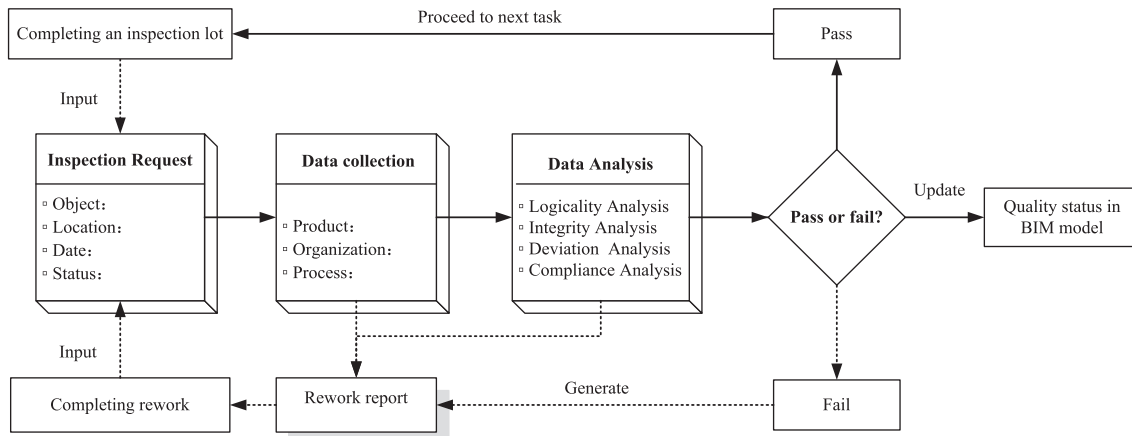 Proceed to next task
Completing an inspection lot
Pass
Input
Inspection Request
▫ Object：
▫ Location：
▫ Date：
▫ Status：
Data collection
▫ Product：
▫ Organization：
▫ Process：
Data Analysis
▫ Logicality Analysis
▫ Integrity Analysis
▫ Deviation Analysis
▫ Compliance Analysis
Pass or fail?
Update
Quality status in
BIM model
Input
Completing rework
Rework report
Generate
Fail